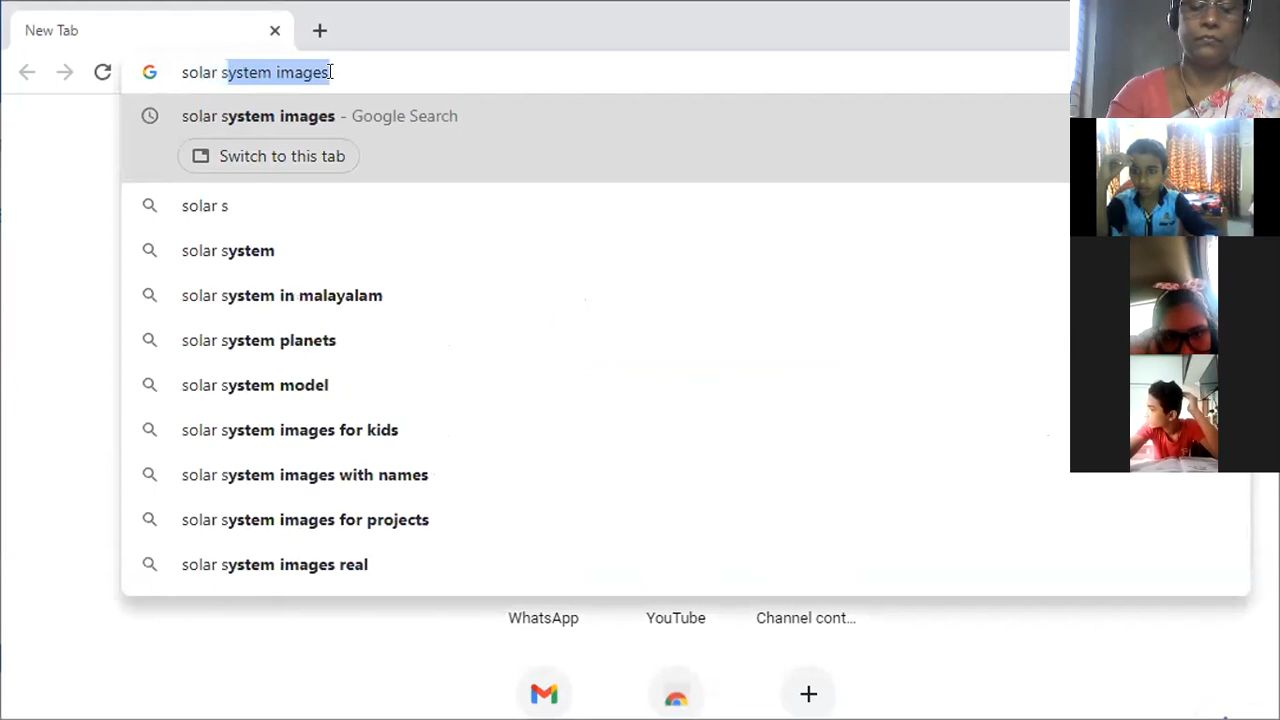 New Tab
solar system images
solar system images - Google Search
Switch to this tab
solar s
solar system
solar system in malayalam
solar system planets
solar system model
solar system images for kids
solar system images with names
solar system images for projects
solar system images real
WhatsApp
YouTube
Channel cont...